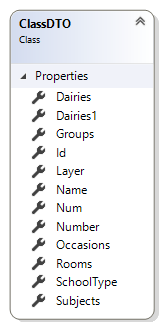 ClassDTO
Class
Properties
Dairies
Dairies1
Groups
Id
Layer
Name
Num
Number
Occasions
Rooms
SchoolType
Subjects